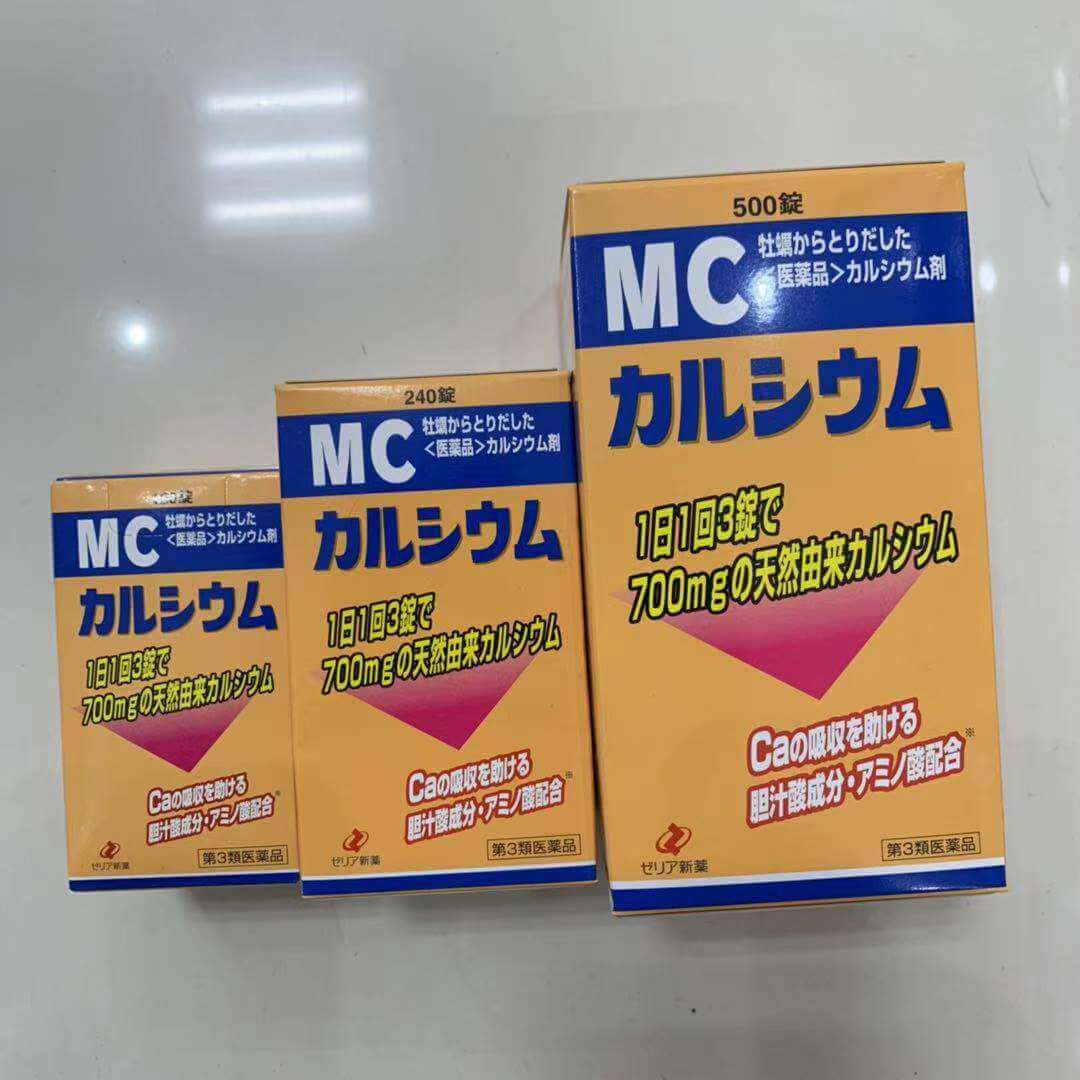 錠
MC
牡蠣からとりだした
<医薬品>カルシウム剤
カルシウム
1日1回3錠で
700mgの天然由来カルシウム
Caの吸収を助ける
胆汁酸成分・アミノ酸配合※
ゼリア新薬
第3類医薬品
240錠
MC
牡蠣からとりだした
<医薬品>カルシウム剤
カルシウム
1日1回3錠で
700mgの天然由来カルシウム
Caの吸収を助ける
胆汁酸成分・アミノ酸配合※
ゼリア新薬
第3類医薬品
500錠
MC
牡蠣からとりだした
<医薬品>カルシウム剤
カルシウム
1日1回3錠で
700mgの天然由来カルシウム
Caの吸収を助ける
胆汁酸成分・アミノ酸配合※
ゼリア新薬
第3類医薬品